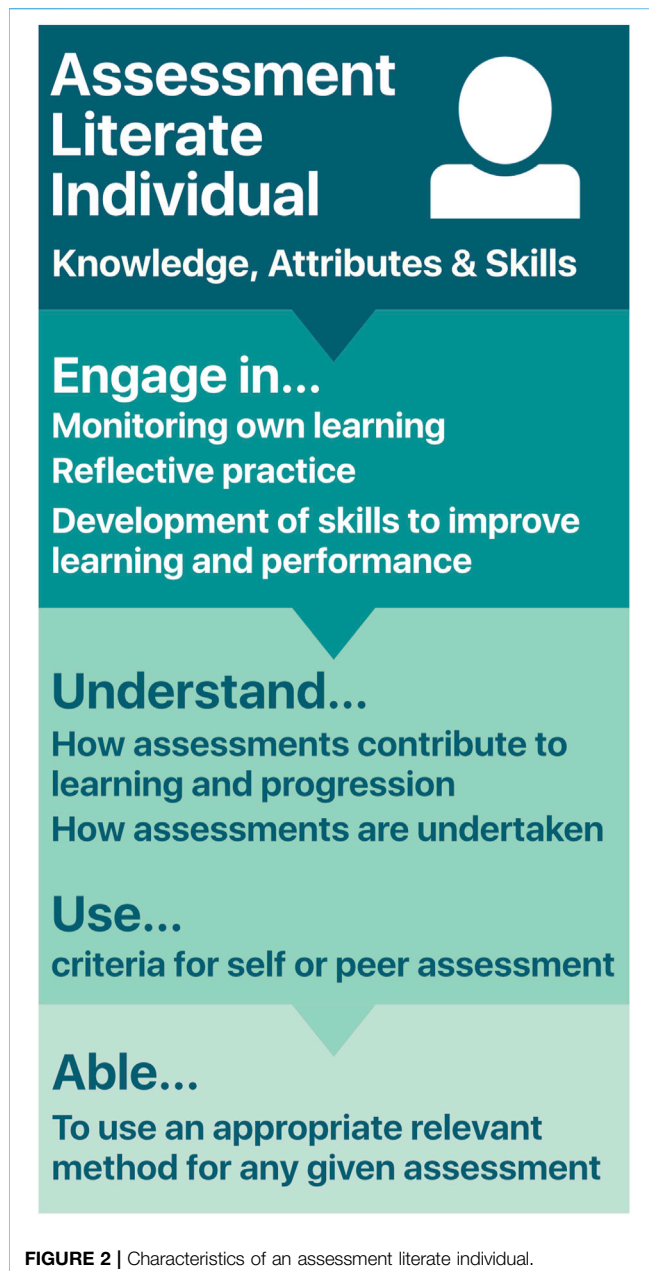 Assessment
Literate
Individual
Knowledge, Attributes & Skills
Engage in...
Monitoring own learning
Reflective practice
Development of skills to improve
learning and performance
Understand...
How assessments contribute to
learning and progression
How assessments are undertaken
Use...
criteria for self or peer assessment
Able...
To use an appropriate relevant
method for any given assessment
FIGURE 2 | Characteristics of an assessment literate individual.